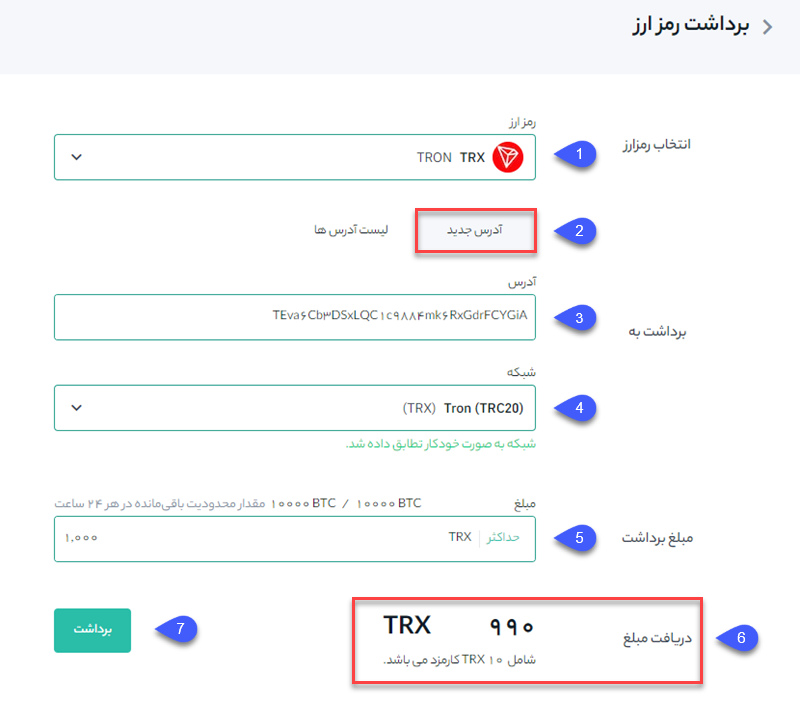 برداشت رمز ارز
رمز ارز
انتخاب رمزارز
1
TRX TRON
2
آدرس جدید
لیست آدرس ها
آدرس
3
TEva۶Cb۳DSxLQC۱c۹۸۸۴mk۶RxGdrFCYGiA
برداشت به
شبکه
4
Tron (TRC20) (TRX)
شبکه به صورت خودکار تطابق داده شد.
مبلغ
۱۰۰۰۰ BTC / ۱۰۰۰۰ BTC مقدار محدودیت باقی‌مانده در هر ۲۴ ساعت
مبلغ برداشت
5
حداکثر TRX
۱,۰۰۰
6
دریافت مبلغ
۹۹۰ TRX
شامل ۱۰ TRX کارمزد می باشد.
7
برداشت